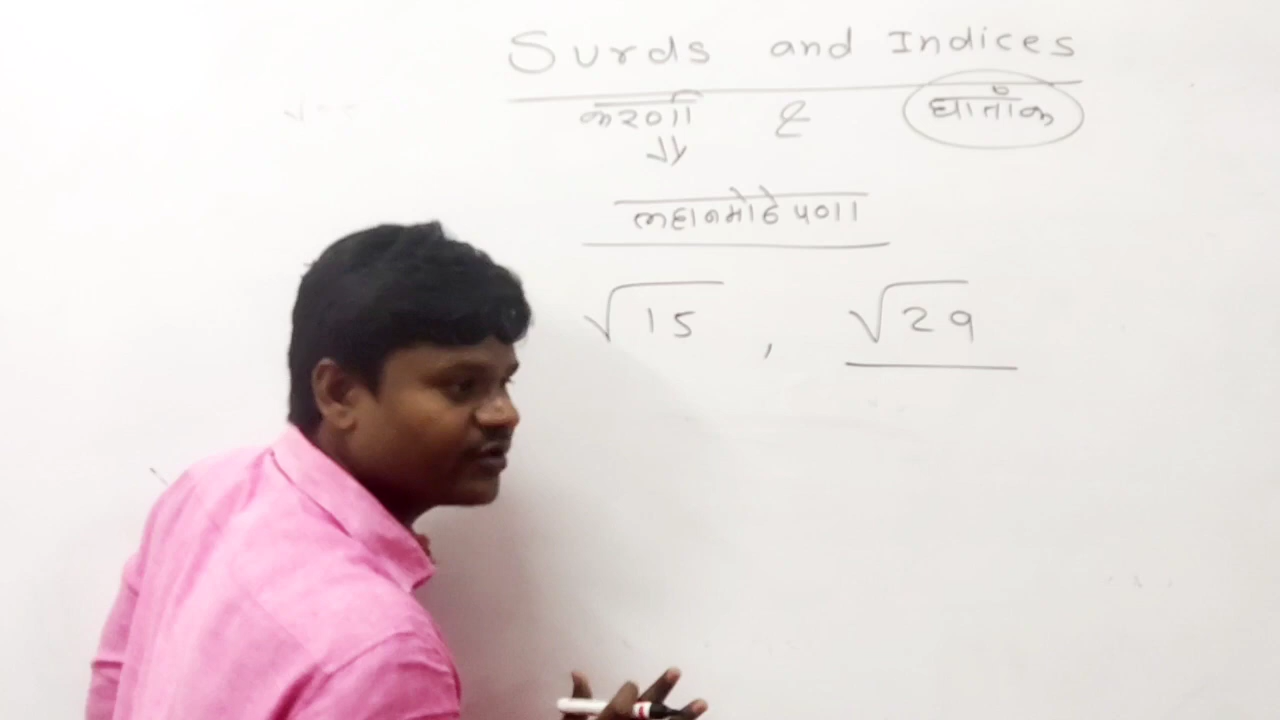 Surds and Indices
करणी & घातांक
लहानमोठेपणा
√15 , √29